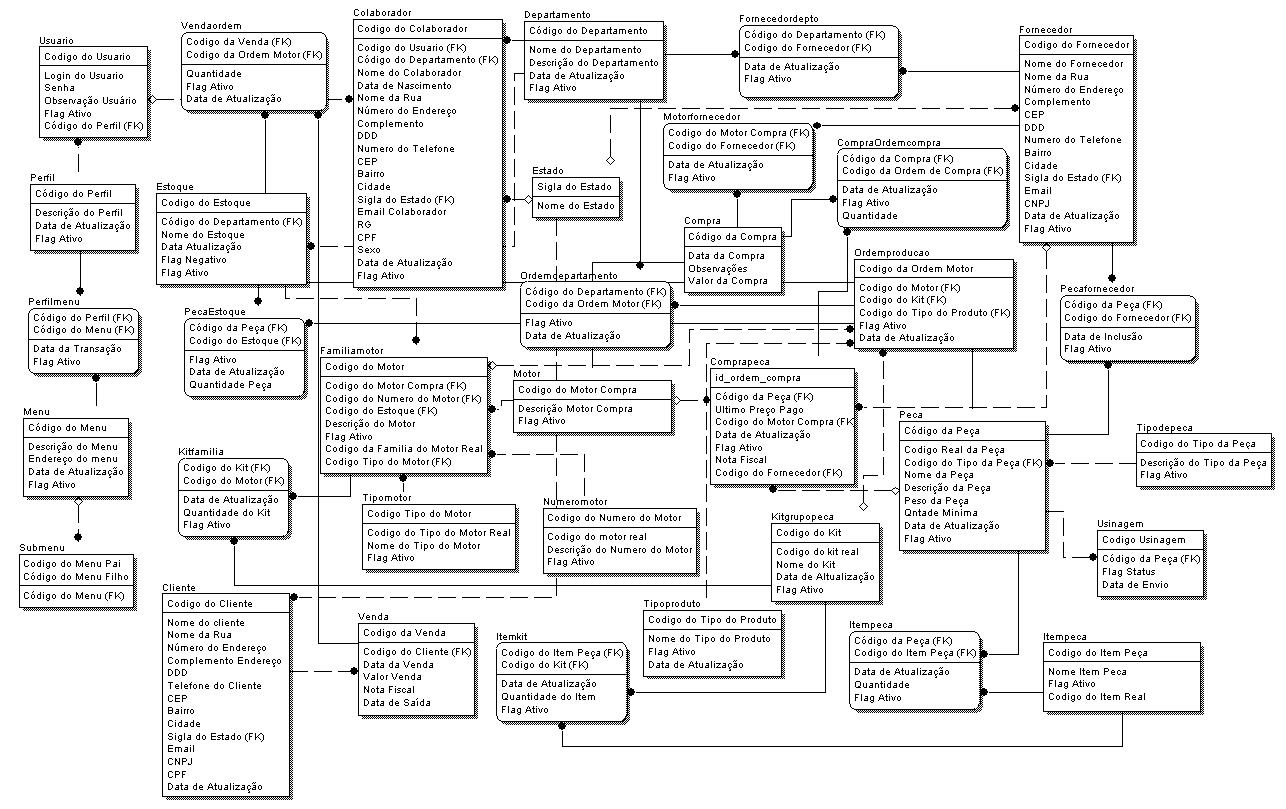 Usuario
Codigo do Usuario
Login do Usuario
Senha
Observação Usuário
Flag Ativo
Código do Perfil (FK)
Vendaordem
Codigo da Venda (FK)
Codigo da Ordem Motor (FK)
Quantidade
Flag Ativo
Data de Atualização
Colaborador
Codigo do Colaborador
Codigo do Usuario (FK)
Código do Departamento (FK)
Nome do Colaborador
Data de Nascimento
Nome da Rua
Número do Endereço
Complemento
DDD
Numero do Telefone
CEP
Bairro
Cidade
Sigla do Estado (FK)
Email Colaborador
RG
CPF
Sexo
Data de Atualização
Flag Ativo
Departamento
Código do Departamento
Nome do Departamento
Descrição do Departamento
Data de Atualização
Flag Ativo
Fornecedordepto
Código do Departamento (FK)
Codigo do Fornecedor (FK)
Data de Atualização
Flag Ativo
Fornecedor
Codigo do Fornecedor
Nome do Fornecedor
Nome da Rua
Número do Endereço
Complemento
CEP
DDD
Numero do Telefone
Bairro
Cidade
Sigla do Estado (FK)
Email
CNPJ
Data de Atualização
Flag Ativo
Motorfornecedor
Codigo do Motor Compra (FK)
Codigo do Fornecedor (FK)
Data de Atualização
Flag Ativo
CompraOrdemcompra
Código da Compra (FK)
Código da Ordem de Compra (FK)
Data de Atualização
Flag Ativo
Quantidade
Perfil
Código do Perfil
Descrição do Perfil
Data de Atualização
Flag Ativo
Estoque
Codigo do Estoque
Código do Departamento (FK)
Nome do Estoque
Data Atualização
Flag Negativo
Flag Ativo
Estado
Sigla do Estado
Nome do Estado
Compra
Código da Compra
Data da Compra
Observações
Valor da Compra
Ordemproducao
Codigo da Ordem Motor
Codigo do Motor (FK)
Codigo do Kit (FK)
Codigo do Tipo do Produto (FK)
Flag Ativo
Data de Atualização
Ordemdepartamento
Código do Departamento (FK)
Codigo da Ordem Motor (FK)
Flag Ativo
Data de Atualização
Pecafornecedor
Código da Peça (FK)
Codigo do Fornecedor (FK)
Data de Inclusão
Flag Ativo
Perfilmenu
Código do Perfil (FK)
Código do Menu (FK)
Data da Transação
Flag Ativo
PecaEstoque
Código da Peça (FK)
Codigo do Estoque (FK)
Flag Ativo
Data de Atualização
Quantidade Peça
Familiamotor
Codigo do Motor
Codigo do Motor Compra (FK)
Codigo do Numero do Motor (FK)
Codigo do Estoque (FK)
Descrição do Motor
Flag Ativo
Codigo da Familia do Motor Real
Codigo Tipo do Motor (FK)
Motor
Codigo do Motor Compra
Descrição Motor Compra
Flag Ativo
Comprapeca
id_ordem_compra
Código da Peça (FK)
Ultimo Preço Pago
Codigo do Motor Compra (FK)
Data de Atualização
Flag Ativo
Nota Fiscal
Codigo do Fornecedor (FK)
Peca
Código da Peça
Codigo Real da Peça
Codigo do Tipo da Peça (FK)
Nome da Peça
Descrição da Peça
Peso da Peça
Qntade Mínima
Data de Atualização
Flag Ativo
Tipodepeca
Codigo do Tipo da Peça
Descrição do Tipo da Peça
Flag Ativo
Menu
Código do Menu
Descrição do Menu
Endereço do menu
Data de Atualização
Flag Ativo
Kitfamilia
Codigo do Kit (FK)
Codigo do Motor (FK)
Data de Atualização
Quantidade do Kit
Flag Ativo
Tipomotor
Codigo Tipo do Motor
Codigo do Tipo do Motor Real
Nome do Tipo do Motor
Flag Ativo
Numeromotor
Codigo do Numero do Motor
Codigo do motor real
Descrição do Numero do Motor
Flag Ativo
Kitgrupopeca
Codigo do Kit
Codigo do kit real
Nome do Kit
Data de Altualização
Flag Ativo
Usinagem
Codigo Usinagem
Código da Peça (FK)
Flag Status
Data de Envio
Submenu
Codigo do Menu Pai
Código do Menu Filho
Código do Menu (FK)
Cliente
Codigo do Cliente
Nome do cliente
Nome da Rua
Número do Endereço
Complemento Endereço
DDD
Telefone do Cliente
CEP
Bairro
Cidade
Sigla do Estado (FK)
Email
CNPJ
CPF
Data de Atualização
Venda
Codigo da Venda
Codigo do Cliente (FK)
Data da Venda
Valor Venda
Nota Fiscal
Data de Saída
Itemkit
Codigo do Item Peça (FK)
Codigo do Kit (FK)
Data de Atualização
Quantidade do Item
Flag Ativo
Tipoproduto
Codigo do Tipo do Produto
Nome do Tipo do Produto
Flag Ativo
Data de Atualização
Itempeca
Código da Peça (FK)
Codigo do Item Peça (FK)
Data de Atualização
Quantidade
Flag Ativo
Itempeca
Codigo do Item Peça
Nome Item Peca
Flag Ativo
Codigo do Item Real